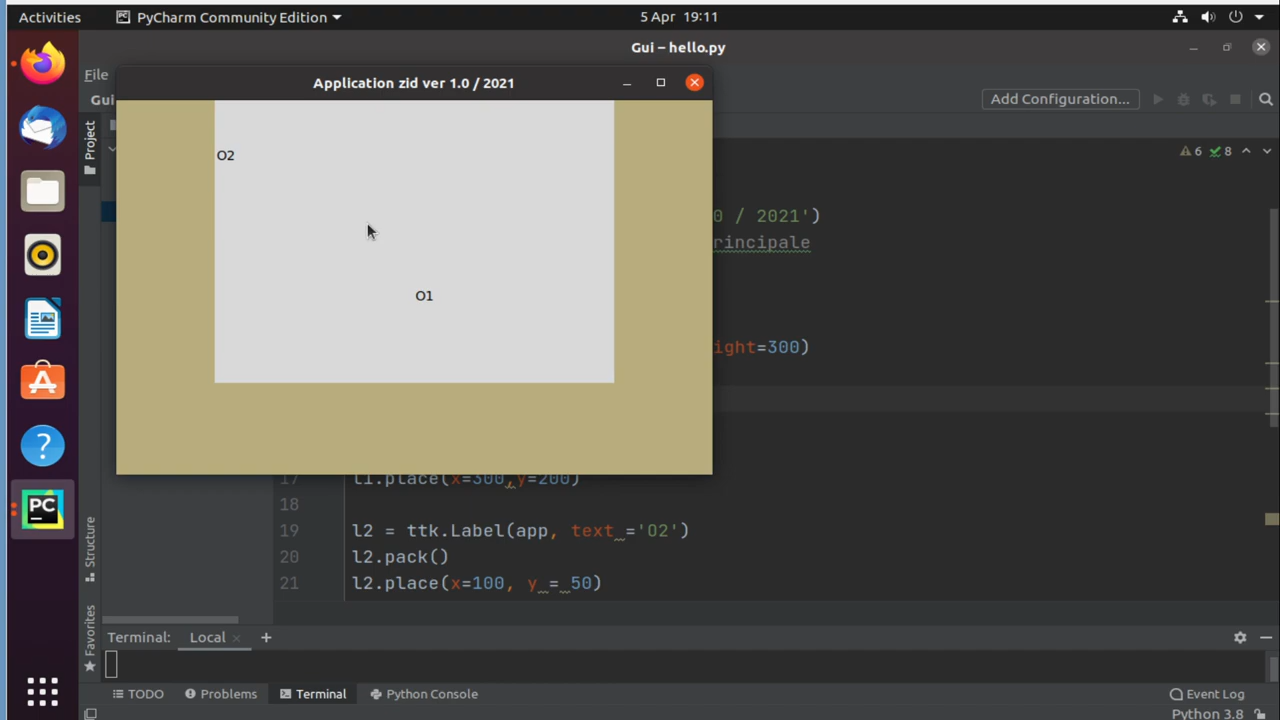 Activities
PyCharm Community Edition
5 Apr 19:11
Gui – hello.py
File
Application zid ver 1.0 / 2021
Gui
Add Configuration...
Project
O2
6 8
0 / 2021')
rincipale
O1
ight=300)
17 l1.place(x=300,y=200)
18
19 l2 = ttk.Label(app, text ='O2')
20 l2.pack()
21 l2.place(x=100, y = 50)
Structure
Favorites
Terminal: Local × +
TODO Problems Terminal Python Console Event Log
Python 3.8